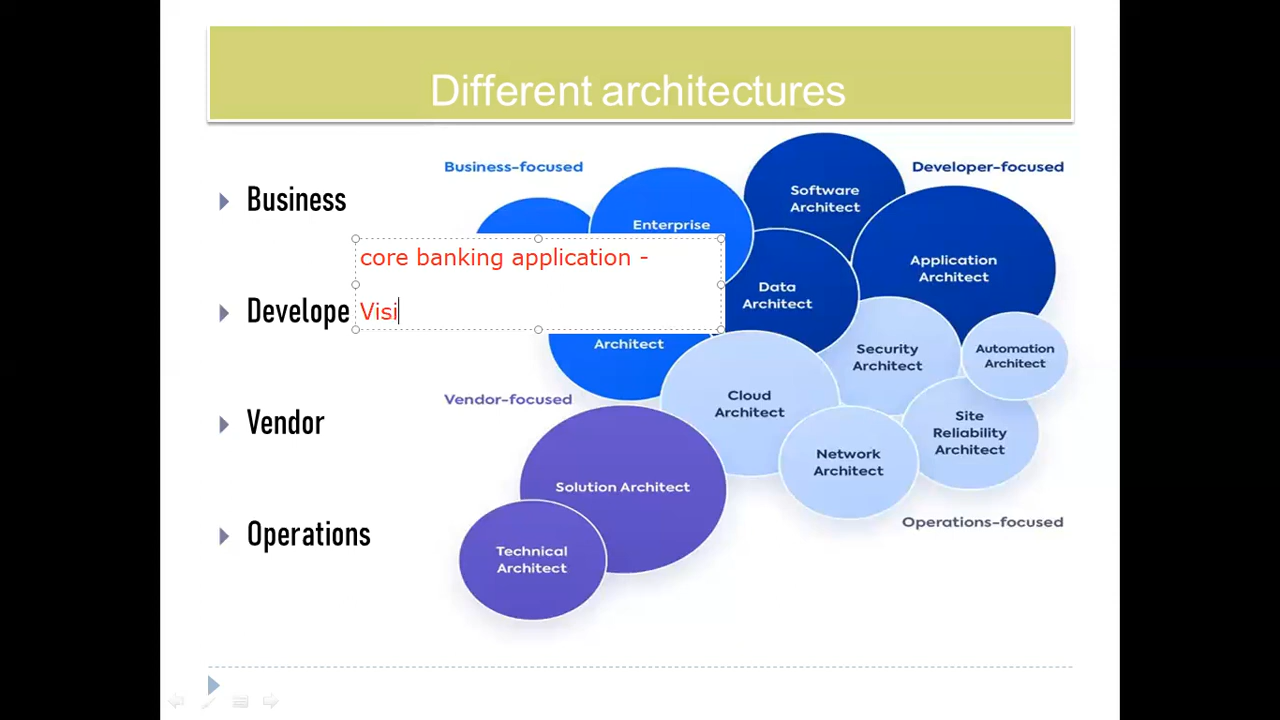 Different architectures
Business
Develope
Vendor
Operations
Business-focused
Developer-focused
Enterprise
Software
Architect
Application
Architect
core banking application -
Visi
Data
Architect
Architect
Security
Architect
Automation
Architect
Cloud
Architect
Site
Reliability
Architect
Network
Architect
Vendor-focused
Solution Architect
Technical
Architect
Operations-focused